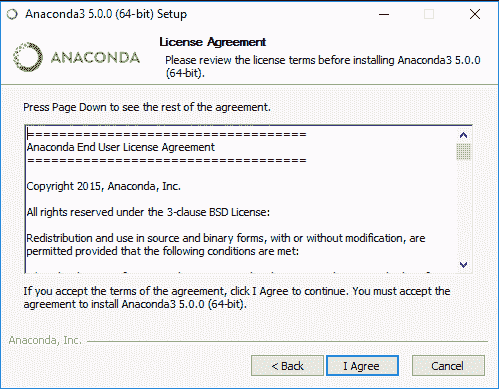 Anaconda3 5.0.0 (64-bit) Setup
ANACONDA
License Agreement
Please review the license terms before installing Anaconda3 5.0.0
(64-bit).
Press Page Down to see the rest of the agreement.
======================================
Anaconda End User License Agreement
======================================
Copyright 2015, Anaconda, Inc.
All rights reserved under the 3-clause BSD License:
Redistribution and use in source and binary forms, with or without modification, are
permitted provided that the following conditions are met:
If you accept the terms of the agreement, click I Agree to continue. You must accept the
agreement to install Anaconda3 5.0.0 (64-bit).
Anaconda, Inc.
< Back
I Agree
Cancel